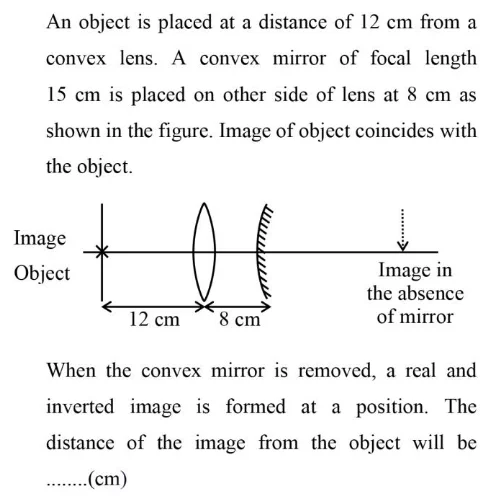 An object is placed at a distance of 12 cm from a
convex lens. A convex mirror of focal length
15 cm is placed on other side of lens at 8 cm as
shown in the figure. Image of object coincides with
the object.
Image
Object
12 cm
8 cm
Image in
the absence
of mirror
When the convex mirror is removed, a real and
inverted image is formed at a position. The
distance of the image from the object will be
........(cm)